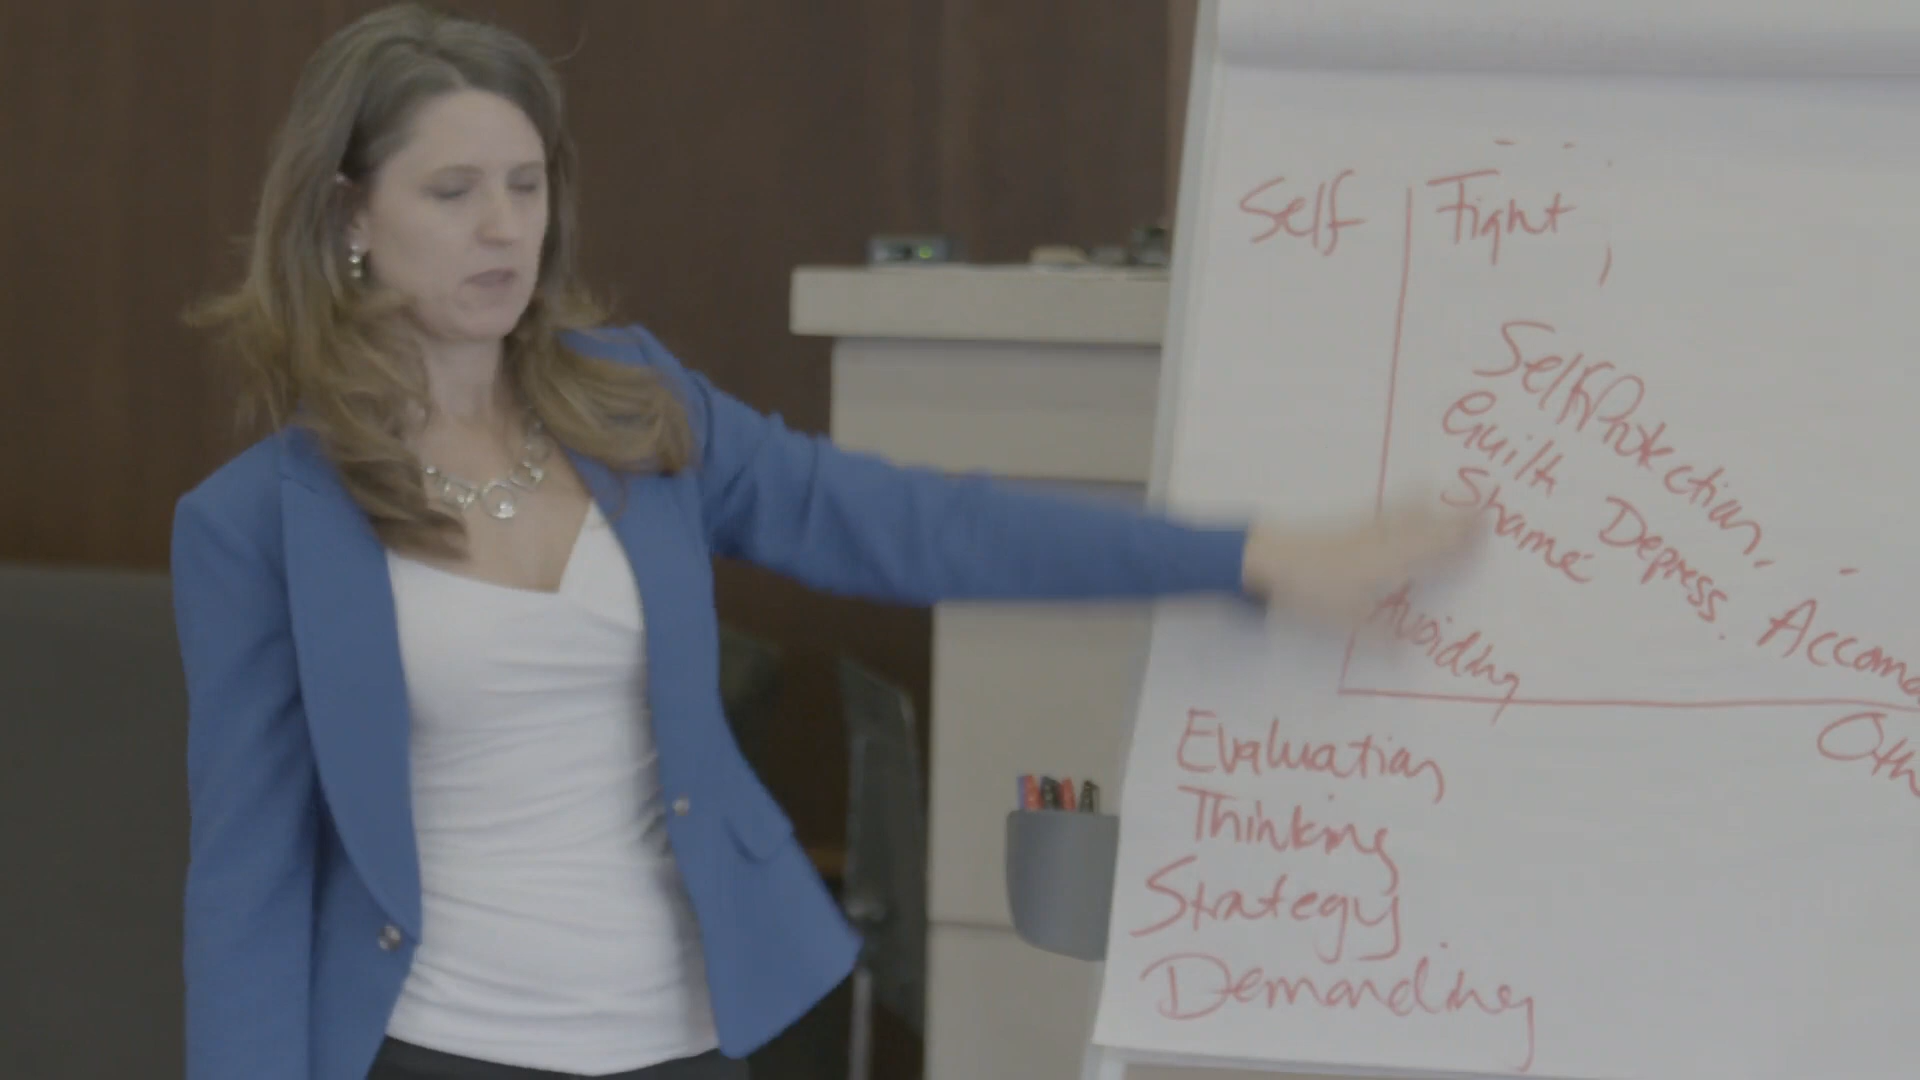 Self
Fight
Self Protection
Guilt
Depress.
Shame
Avoiding
Evaluation
Thinking
Strategy
Demanding